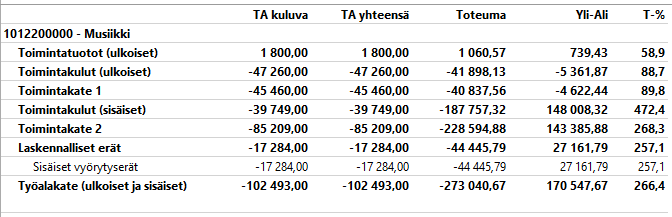 TA kuluva TA yhteensä Toteuma Yli-Ali T-%
1012200000 - Musiikki
Toimintatuotot (ulkoiset) 1 800,00 1 800,00 1 060,57 739,43 58,9
Toimintakulut (ulkoiset) -47 260,00 -47 260,00 -41 898,13 -5 361,87 88,7
Toimintakate 1 -45 460,00 -45 460,00 -40 837,56 -4 622,44 89,8
Toimintakulut (sisäiset) -39 749,00 -39 749,00 -187 757,32 148 008,32 472,4
Toimintakate 2 -85 209,00 -85 209,00 -228 594,88 143 385,88 268,3
Laskennalliset erät -17 284,00 -17 284,00 -44 445,79 27 161,79 257,1
Sisäiset vyörytyserät -17 284,00 -17 284,00 -44 445,79 27 161,79 257,1
Työalakate (ulkoiset ja sisäiset) -102 493,00 -102 493,00 -273 040,67 170 547,67 266,4